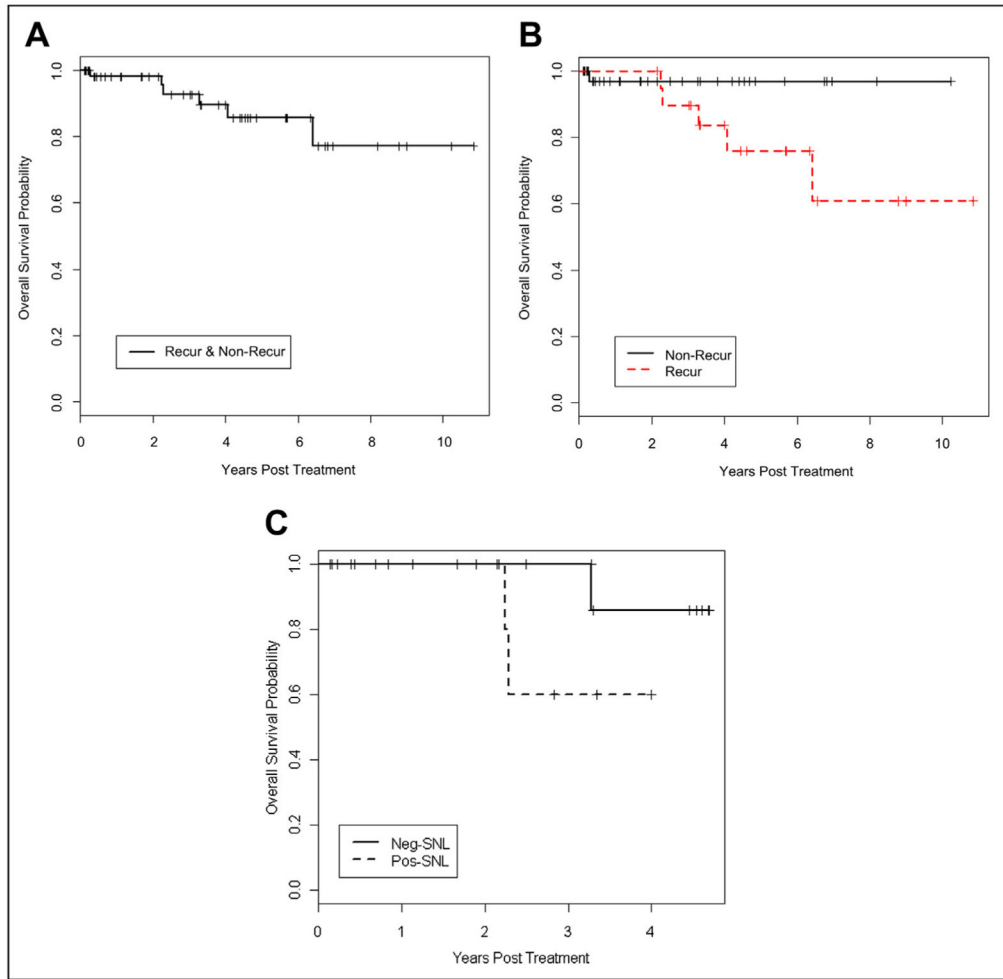 A
Overall Survival Probability
1.0
0.8
0.6
0.4
0.2
0.0
Recur & Non-Recur
0 2 4 6 8 10
Years Post Treatment
B
Overall Survival Probability
1.0
0.8
0.6
0.4
0.2
0.0
Non-Recur
Recur
0 2 4 6 8 10
Years Post Treatment
C
Overall Survival Probability
1.0
0.8
0.6
0.4
0.2
0.0
Neg-SNL
Pos-SNL
0 1 2 3 4
Years Post Treatment